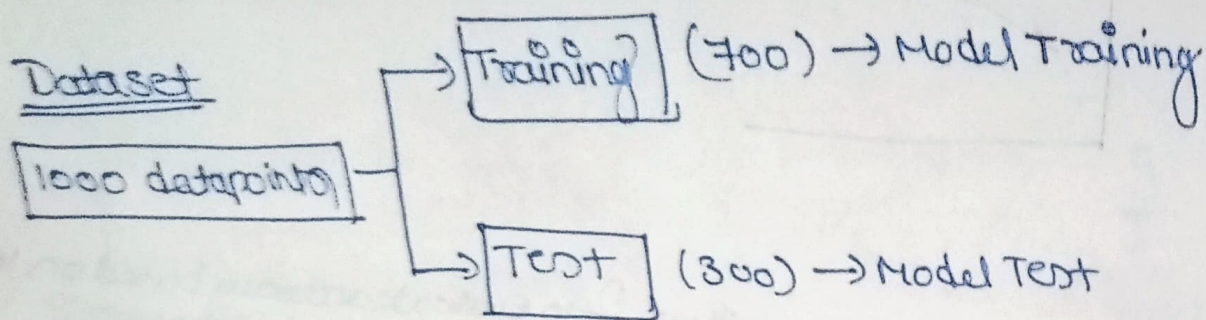 Dataset
1000 datapoints
Training (700) → Model Training
Test (300) → Model Test